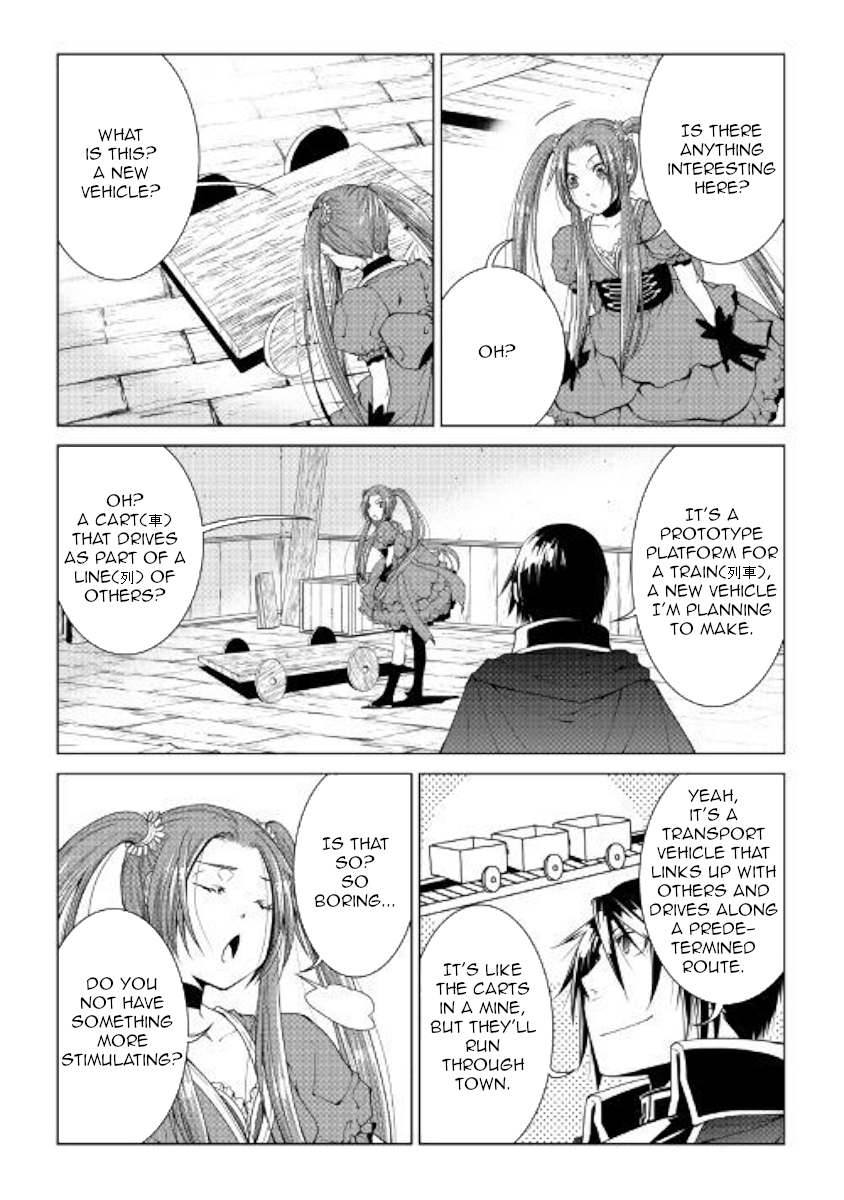 IS THERE
ANYTHING
INTERESTING
HERE?
OH?
WHAT
IS THIS?
A NEW
VEHICLE?
IT'S A
PROTOTYPE
PLATFORM FOR
A TRAIN(列車),
A NEW VEHICLE
I'M PLANNING
TO MAKE.
OH?
A CART(車)
THAT DRIVES
AS PART OF A
LINE(列) OF
OTHERS?
YEAH,
IT'S A
TRANSPORT
VEHICLE THAT
LINKS UP WITH
OTHERS AND
DRIVES ALONG
A PREDE-
TERMINED
ROUTE.
IT'S LIKE
THE CARTS
IN A MINE,
BUT THEY'LL
RUN
THROUGH
TOWN.
IS THAT
SO?
SO
BORING...
DO YOU
NOT HAVE
SOMETHING
MORE
STIMULATING?